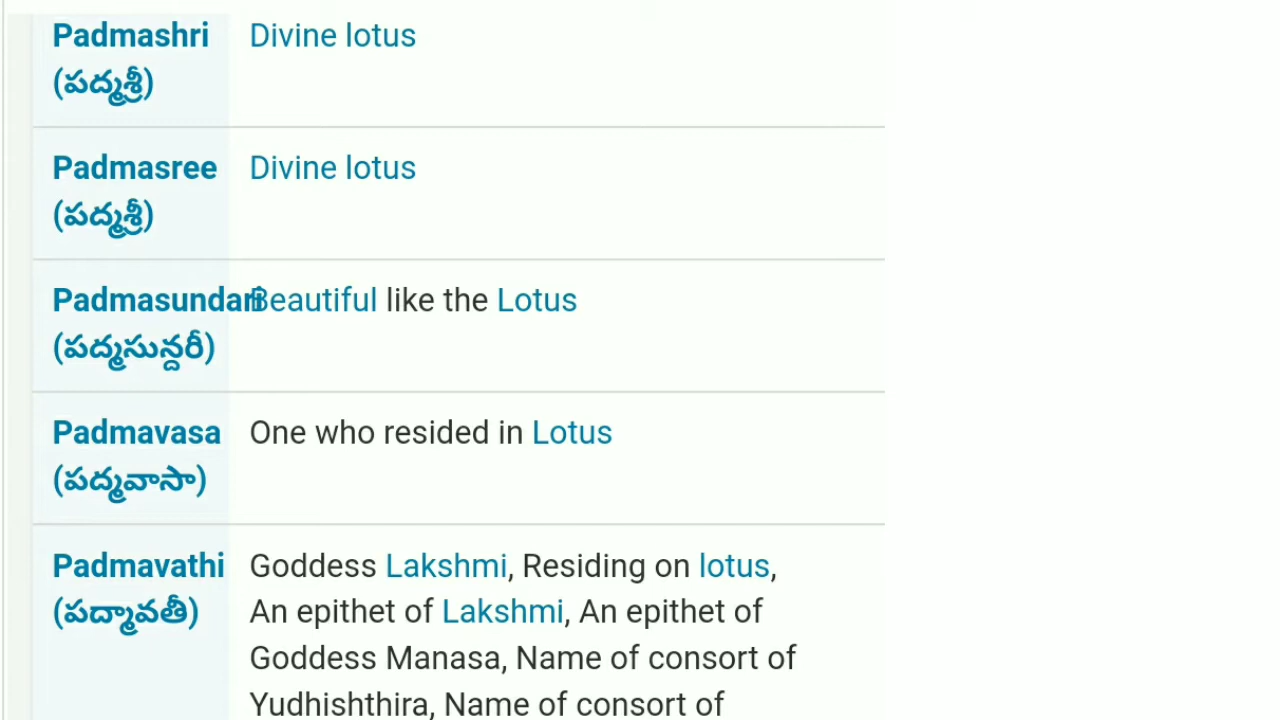 Padmashri Divine lotus
(పద్మశ్రీ)
Padmasree Divine lotus
(పద్మశ్రీ)
Padmasundari Beautiful like the Lotus
(పద్మసున్దరీ)
Padmavasa One who resided in Lotus
(పద్మవాసా)
Padmavathi Goddess Lakshmi, Residing on lotus,
(పద్మావతీ) An epithet of Lakshmi, An epithet of
Goddess Manasa, Name of consort of
Yudhishthira, Name of consort of